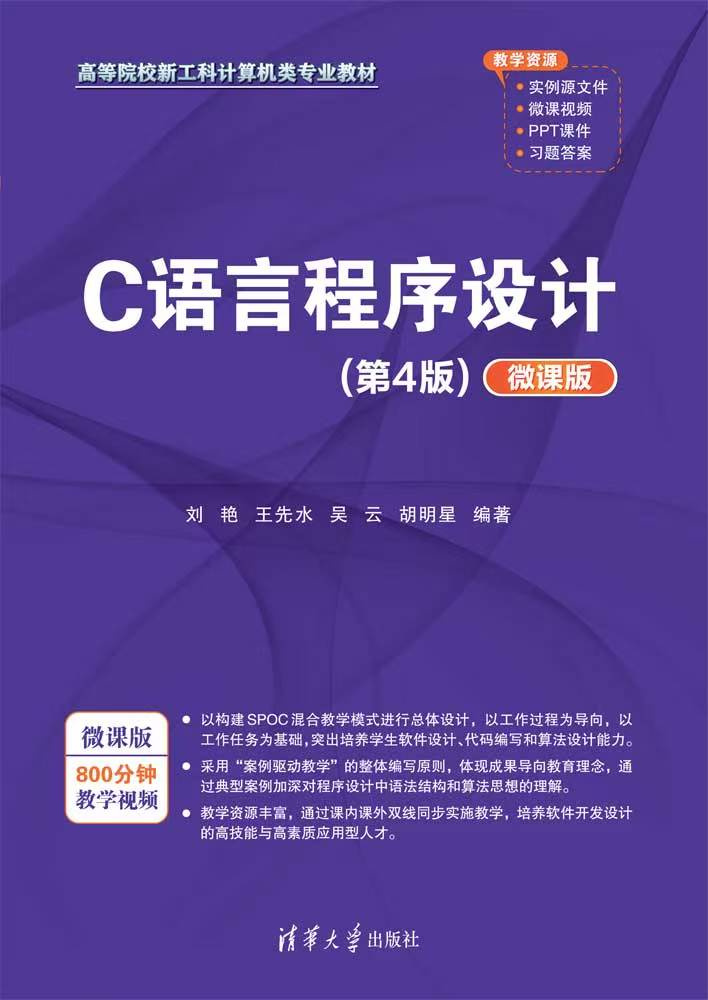 高等院校新工科计算机类专业教材
教学资源
• 实例源文件
• 微课视频
• PPT课件
• 习题答案
C语言程序设计
(第4版) 微课版
刘 艳 王先水 吴 云 胡明星 编著
微课版
800分钟
教学视频
• 以构建SPOC混合教学模式进行总体设计，以工作过程为导向，以
工作任务为基础，突出培养学生软件设计、代码编写和算法设计能力。
• 采用“案例驱动教学”的整体编写原则，体现成果导向教育理念，通
过典型案例加深对程序设计中语法结构和算法思想的理解。
• 教学资源丰富，通过课内课外双线同步实施教学，培养软件开发设计
的高技能与高素质应用型人才。
清华大学出版社